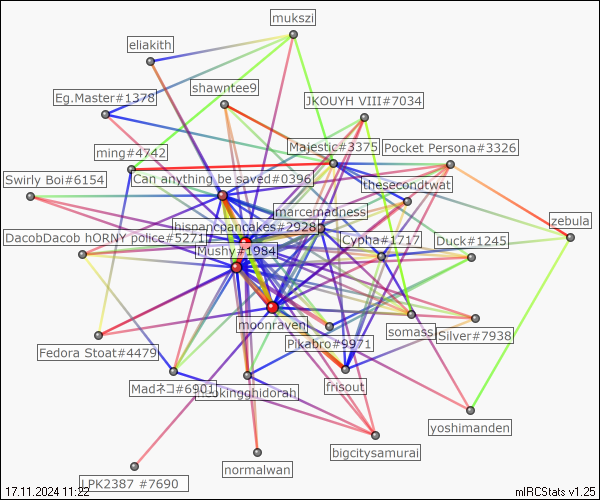 mukszi
eliakith
shawntee9
Eg.Master#1378
JKOUYH VIII#7034
Majestic#3375
Pocket Persona#3326
ming#4742
Swirly Boi#6154
Can anything be saved#0396
thesecondtwat
marcemadness
zebula
hispancpancakes#2928
DacobDacob hORNY police#5271
Cypha#1717
Duck#1245
Mushy#1984
moonraven
somass
Silver#7938
Pikabro#9971
Fedora Stoat#4479
Madネコ#6901
frisout
yoshimanden
bigcitysamurai
normalwan
LPK2387 #7690
17.11.2024 11:22
mIRCStats v1.25